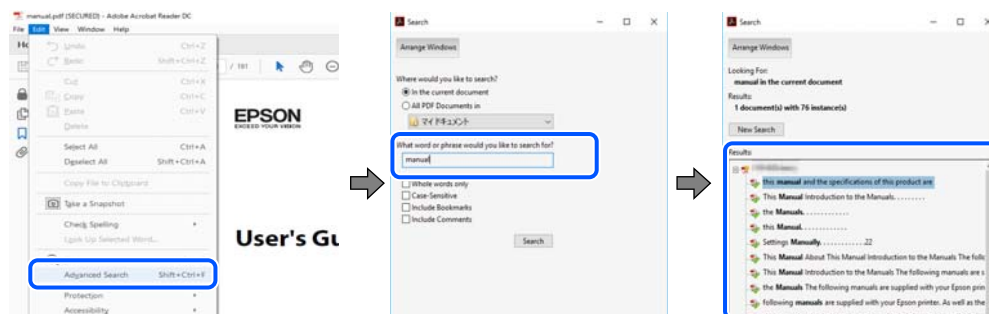 manual.pdf (SECURED) - Adobe Acrobat Reader DC
File Edit View Window Help
Undo Ctrl+Z
Redo Shift+Ctrl+Z
Cut Ctrl+X
Copy Ctrl+C
Paste Ctrl+V
Delete
Select All Ctrl+A
Deselect All Shift+Ctrl+A
Copy File to Clipboard
Take a Snapshot
Check Spelling
Look Up Selected Word...
Advanced Search Shift+Ctrl+F
Protection
Accessibility
/ 181
EPSON
EXCEED YOUR VISION
User's Gu
Search
Arrange Windows
Where would you like to search?
In the current document
All PDF Documents in
マイ ドキュメント
What word or phrase would you like to search for?
manual
Whole words only
Case-Sensitive
Include Bookmarks
Include Comments
Search
Search
Arrange Windows
Looking For:
manual in the current document
Results:
1 document(s) with 76 instance(s)
New Search
Results:
this manual and the specifications of this product are
This Manual Introduction to the Manuals.........
the Manuals............
this Manual............
Settings Manually............22
This Manual About This Manual Introduction to the Manuals The follo
This Manual Introduction to the Manuals The following manuals are s
the Manuals The following manuals are supplied with your Epson prin
following manuals are supplied with your Epson printer. As well as the